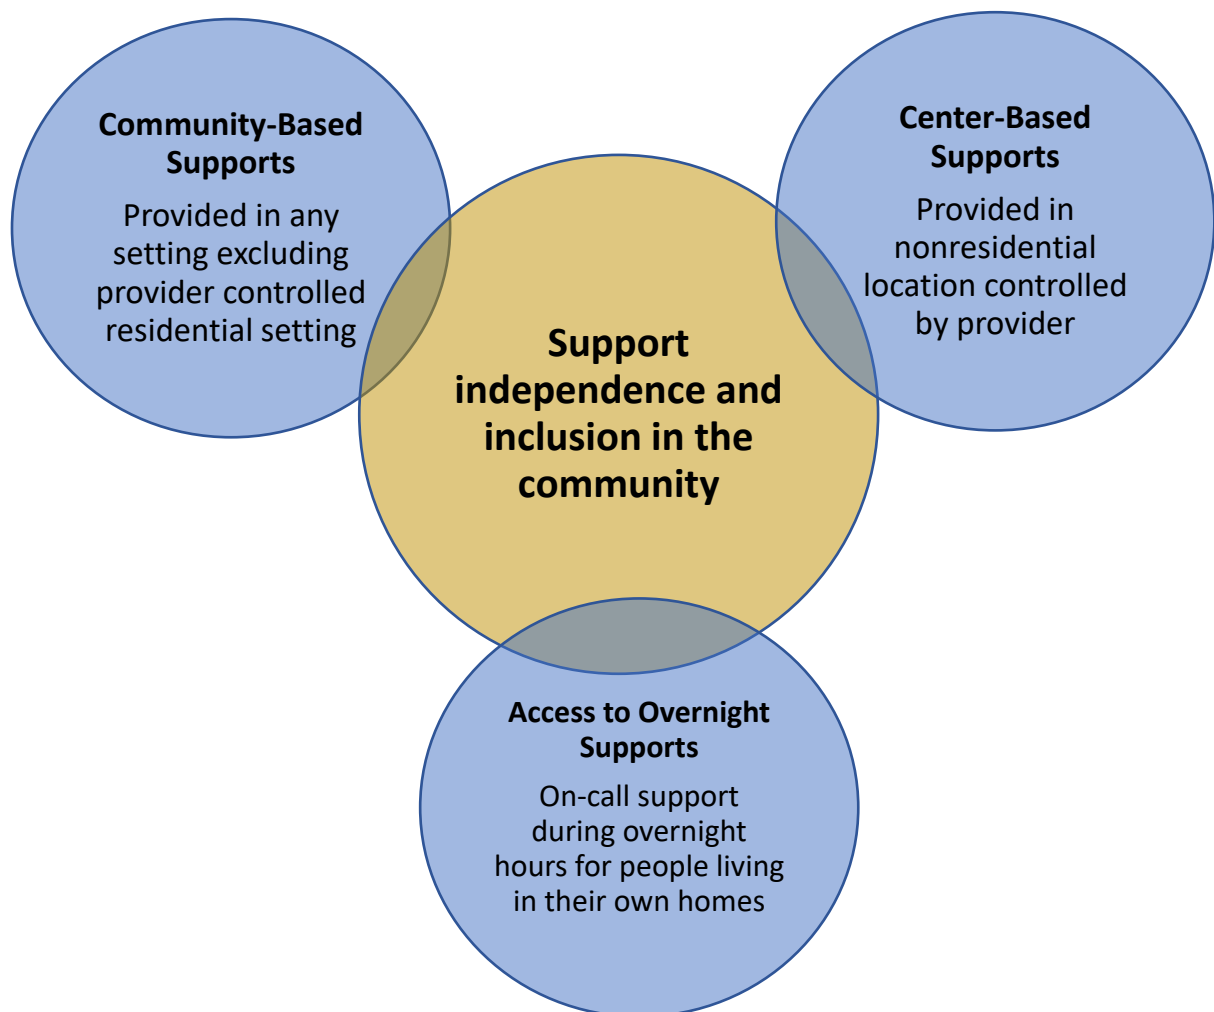 Community-Based
Supports
Provided in any
setting excluding
provider controlled
residential setting
Center-Based
Supports
Provided in
nonresidential
location controlled
by provider
Support
independence and
inclusion in the
community
Access to Overnight
Supports
On-call support
during overnight
hours for people living
in their own homes